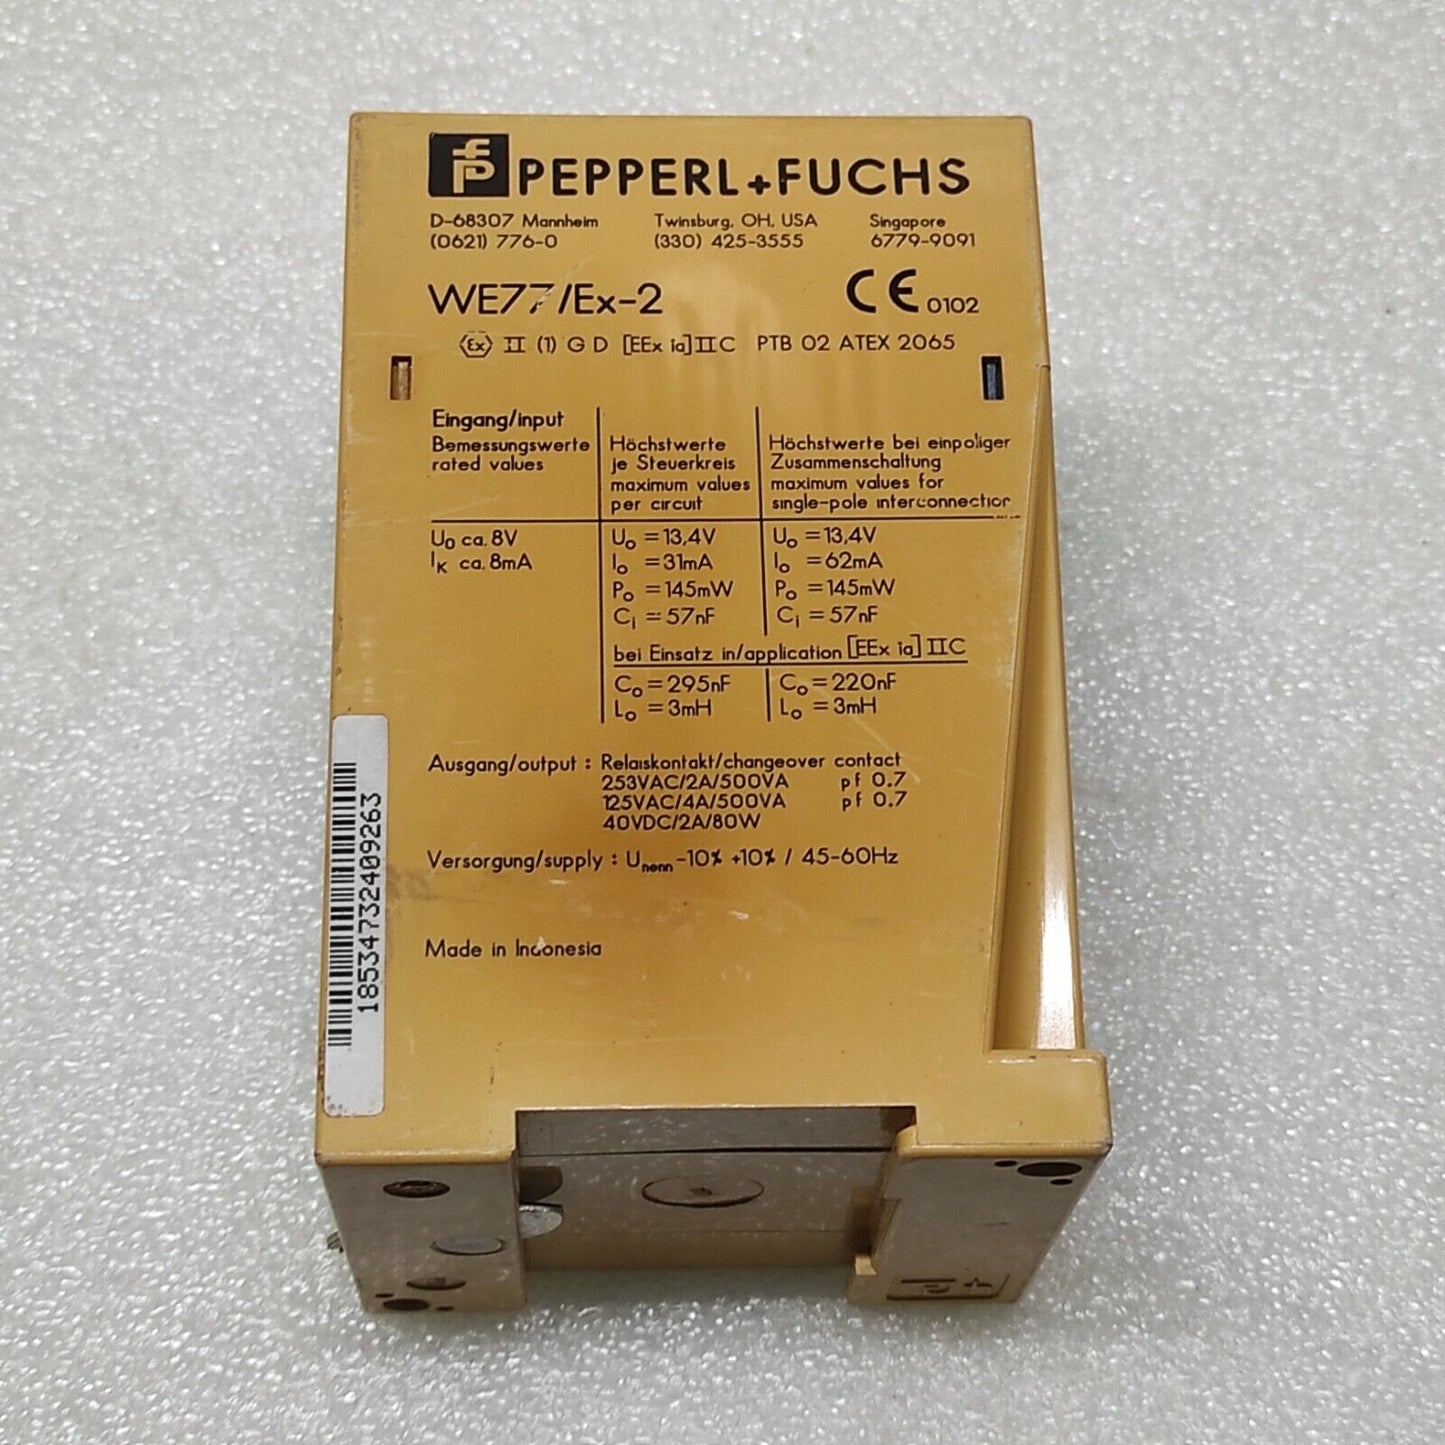 PEPPERL+FUCHS
D-68307 Mannheim Twinsburg, OH, USA Singapore
(0621) 776-0 (330) 425-3555 6779-9091
WE77/Ex-2 CE 0102
Ex II (1) G D [EEx ia] IIC PTB 02 ATEX 2065
Eingang/input
Bemessungswerte Höchstwerte Höchstwerte bei einpoliger
rated values je Steuerkreis Zusammenschaltung
maximum values maximum values for
per circuit single-pole interconnection
U0 ca. 8V Uo = 13,4V Uo = 13,4V
IK ca. 8mA Io = 31mA Io = 62mA
Po = 145mW Po = 145mW
Ci = 57nF Ci = 57nF
bei Einsatz in/application [EEx ia] IIC
Co = 295nF Co = 220nF
Lo = 3mH Lo = 3mH
Ausgang/output : Relaiskontakt/changeover contact
253VAC/2A/500VA pf 0.7
125VAC/4A/500VA pf 0.7
40VDC/2A/80W
Versorgung/supply : Unenn -10% +10% / 45-60Hz
Made in Indonesia
18534732409263